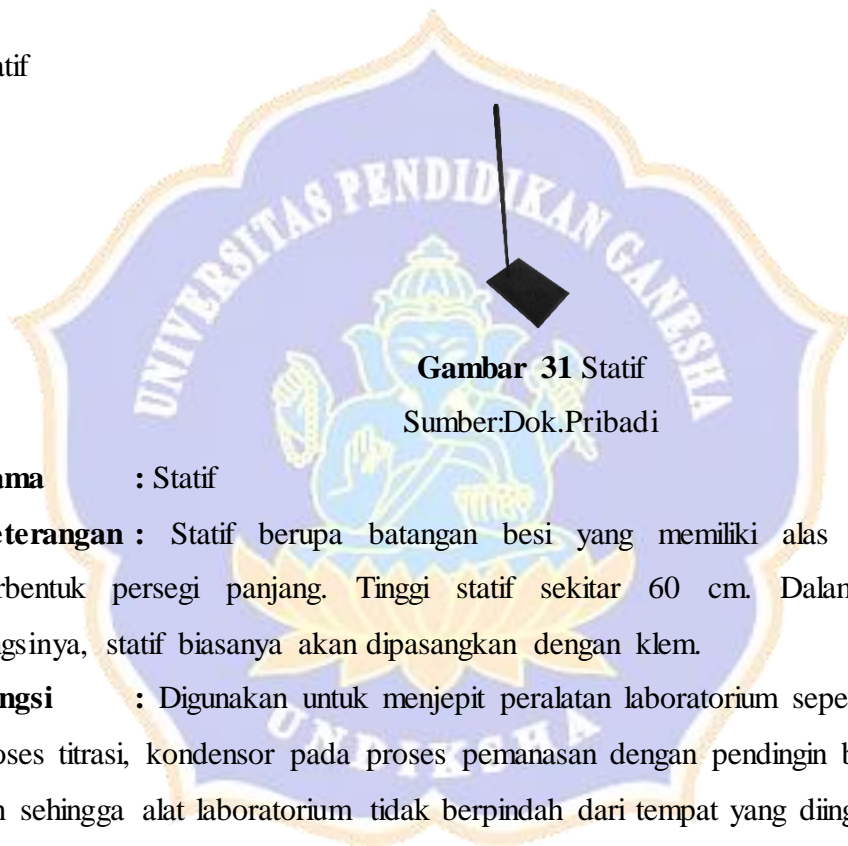 atif
UNIVERSITAS PENDIDIKAN GANESHA
Gambar 31 Statif
Sumber:Dok.Pribadi
ama : Statif
eterangan : Statif berupa batangan besi yang memiliki alas
rbentuk persegi panjang. Tinggi statif sekitar 60 cm. Dalam
ngsinya, statif biasanya akan dipasangkan dengan klem.
ngsi : Digunakan untuk menjepit peralatan laboratorium sepe
oses titrasi, kondensor pada proses pemanasan dengan pendingin b
n sehingga alat laboratorium tidak berpindah dari tempat yang diing
UNDIKSHA